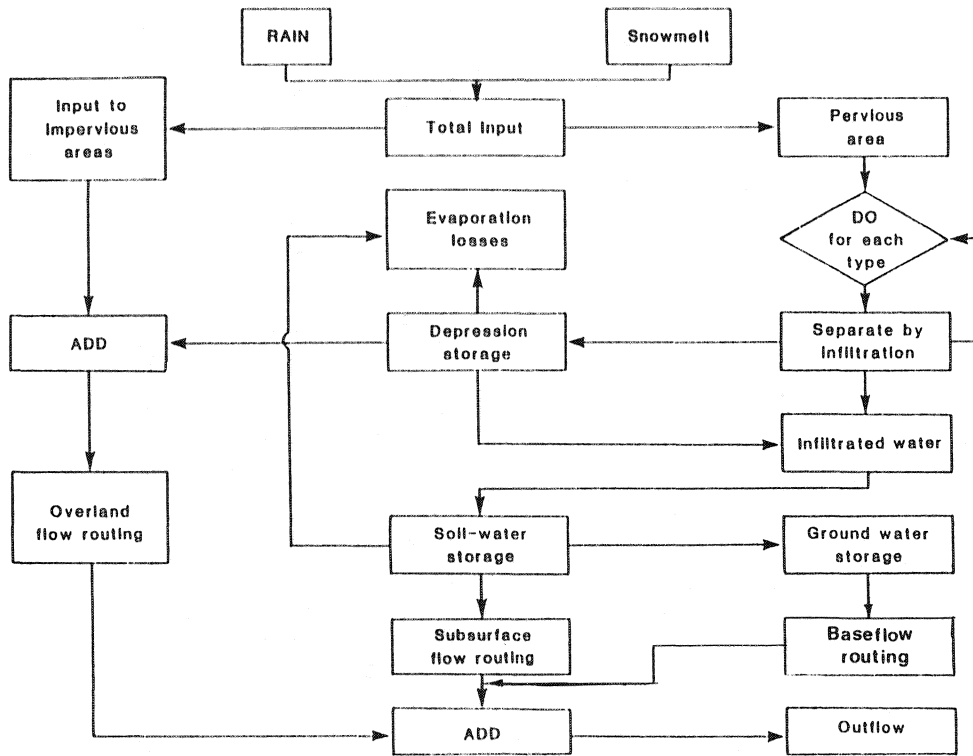 RAIN
Snowmelt
Input to
Impervious
areas
Total Input
Pervious
area
Evaporation
losses
DO
for each
type
ADD
Depression
storage
Separate by
infiltration
Infiltrated water
Overland
flow routing
Soil-water
storage
Ground water
storage
Subsurface
flow routing
Baseflow
routing
ADD
Outflow